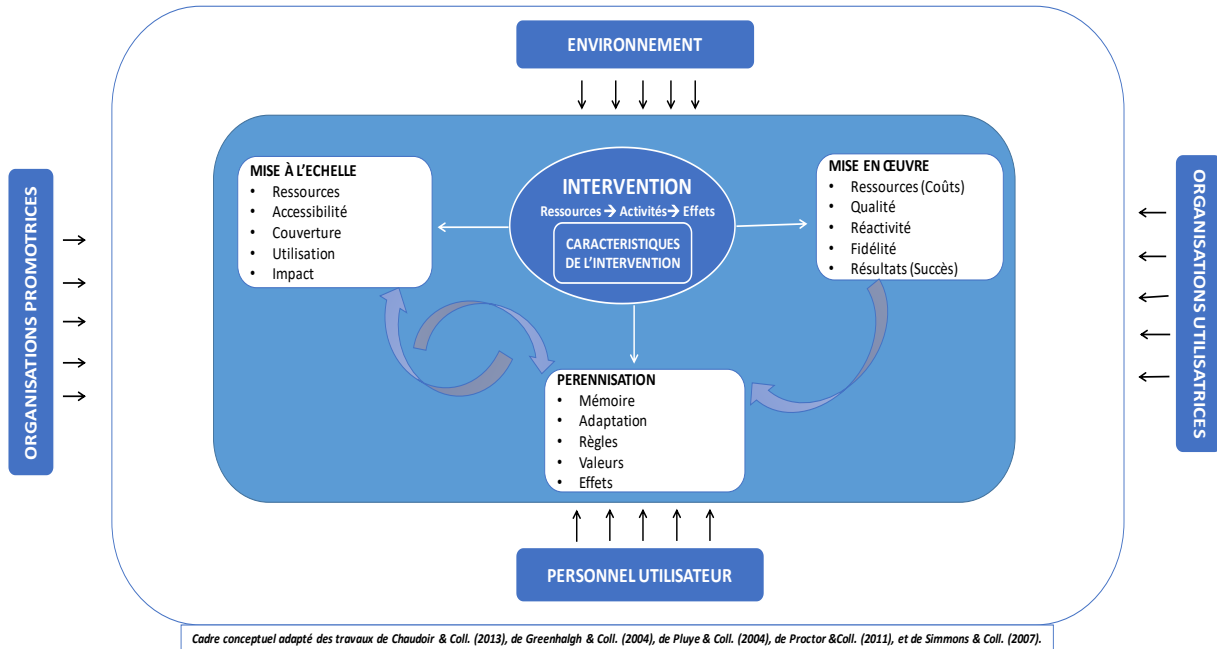 ENVIRONNEMENT
ORGANISATIONS PROMOTRICES
MISE À L'ECHELLE
• Ressources
• Accessibilité
• Couverture
• Utilisation
• Impact
INTERVENTION
Ressources → Activités → Effets
CARACTERISTIQUES
DE L'INTERVENTION
MISE EN ŒUVRE
• Ressources (Coûts)
• Qualité
• Réactivité
• Fidélité
• Résultats (Succès)
ORGANISATIONS UTILISATRICES
PERENNISATION
• Mémoire
• Adaptation
• Règles
• Valeurs
• Effets
PERSONNEL UTILISATEUR
Cadre conceptuel adapté des travaux de Chaudoir & Coll. (2013), de Greenhalgh & Coll. (2004), de Pluye & Coll. (2004), de Proctor &Coll. (2011), et de Simmons & Coll. (2007).